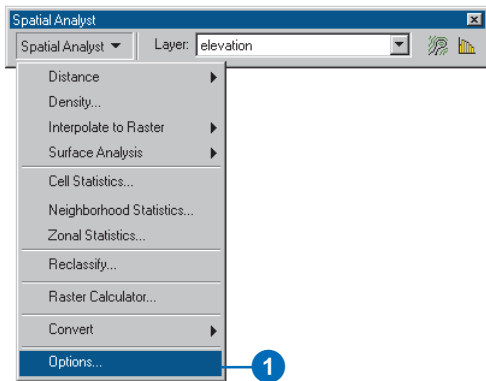 Spatial Analyst
Spatial Analyst Layer: elevation
Distance
Density...
Interpolate to Raster
Surface Analysis
Cell Statistics...
Neighborhood Statistics...
Zonal Statistics...
Reclassify...
Raster Calculator...
Convert
Options... 1